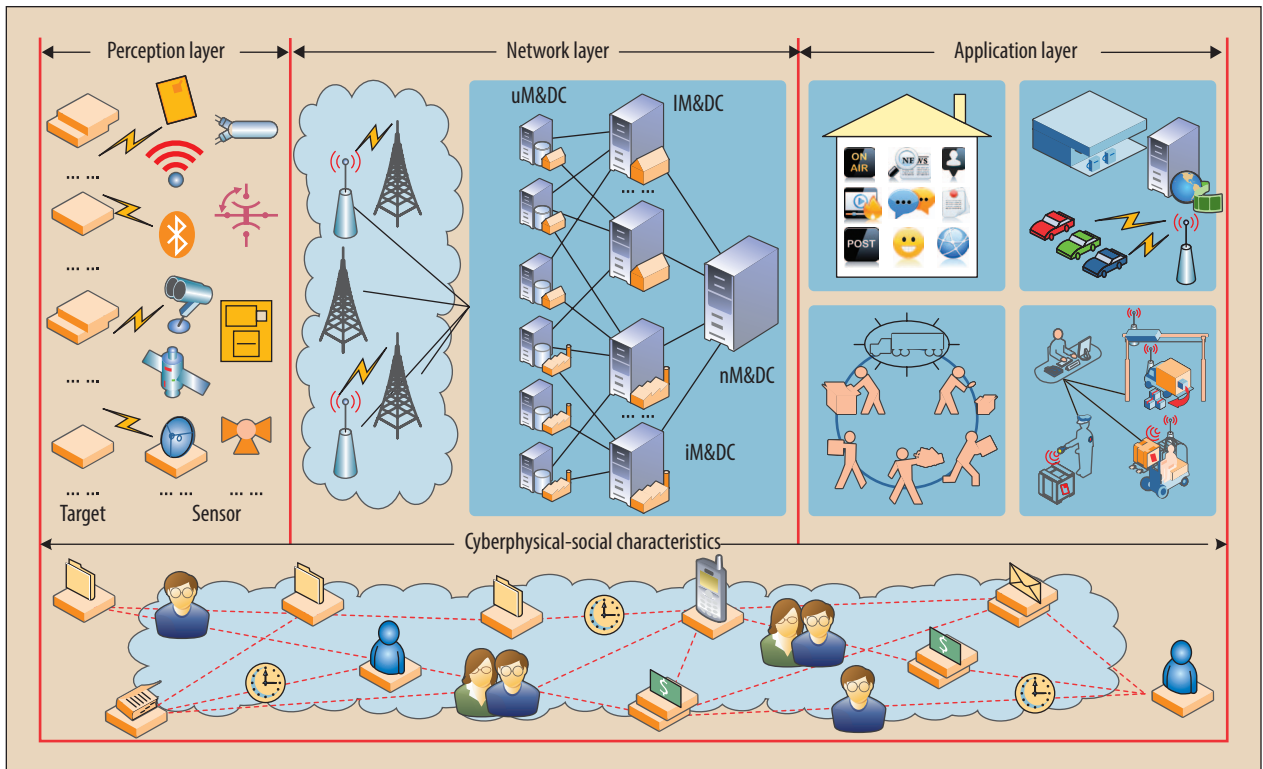 Perception layer
Network layer
Application layer
uM&DC
lM&DC
ON
AIR
NEWS
... ...
... ...
POST
... ...
... ...
nM&DC
... ...
... ...
iM&DC
... ...
... ...
... ...
Target
Sensor
Cyberphysical-social characteristics
$
$